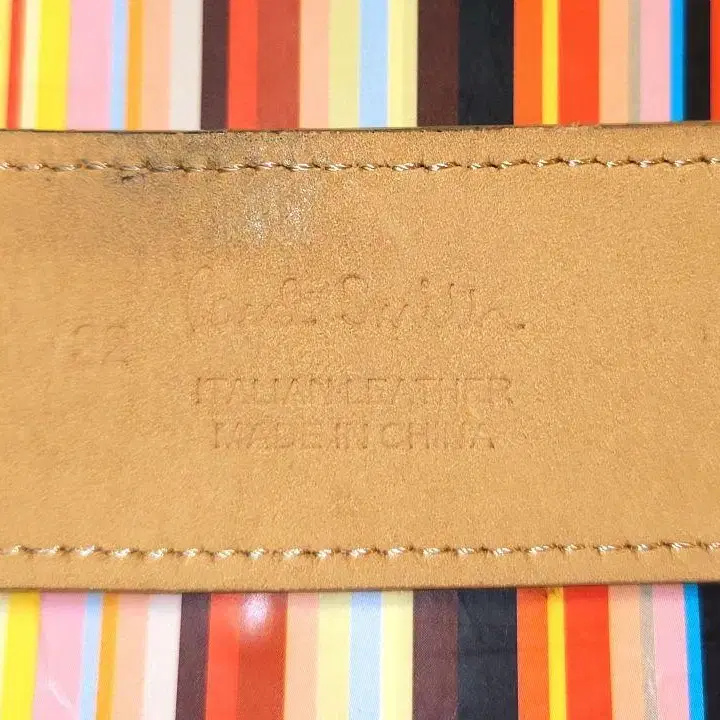 Paul Smith
32
ITALIAN LEATHER
MADE IN CHINA